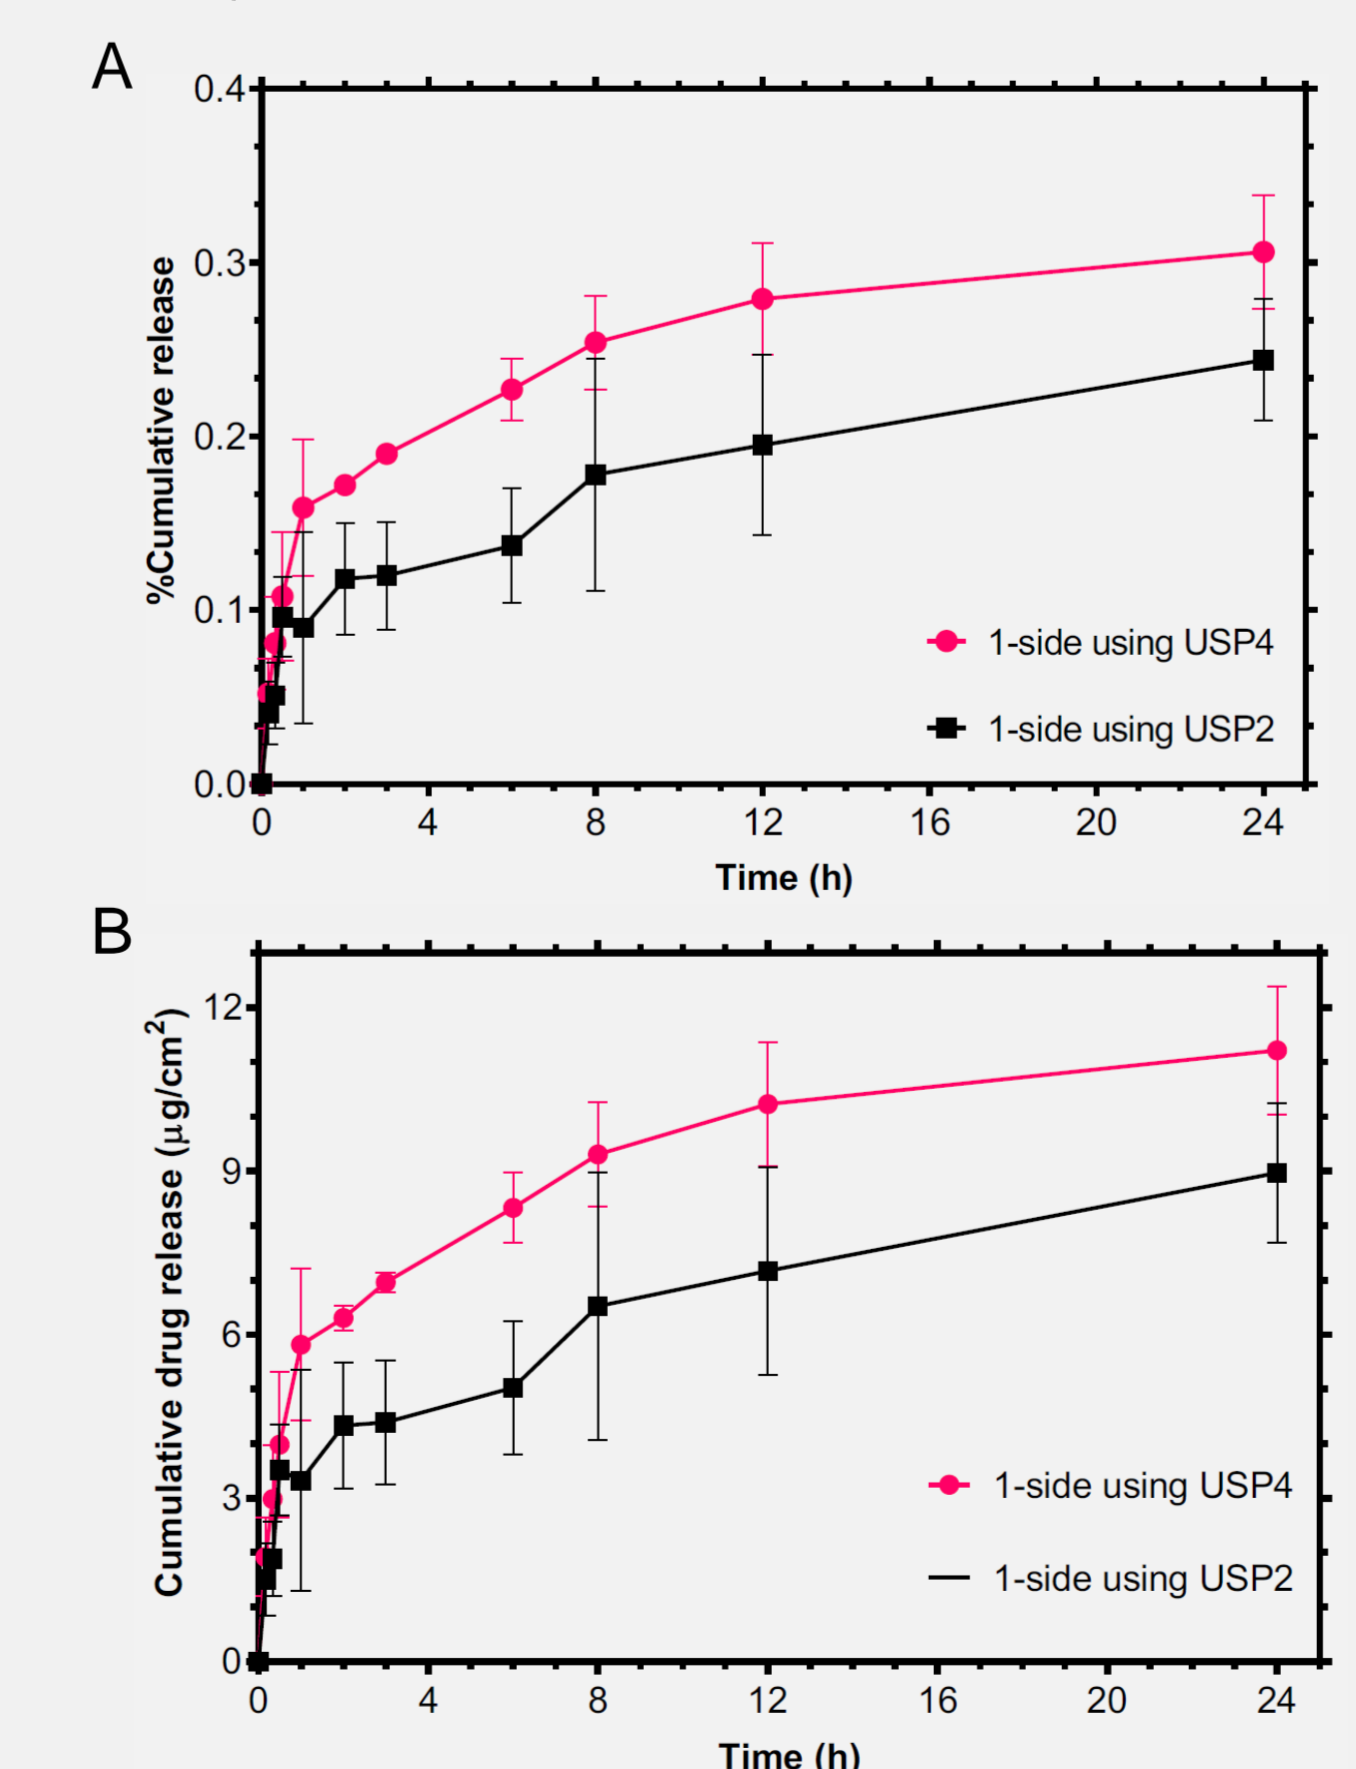 A
0.4
0.3
0.2
0.1
0.0
%Cumulative release
1-side using USP4
1-side using USP2
0 4 8 12 16 20 24
Time (h)
B
12
9
6
3
0
Cumulative drug release (μg/cm²)
1-side using USP4
1-side using USP2
0 4 8 12 16 20 24
Time (h)